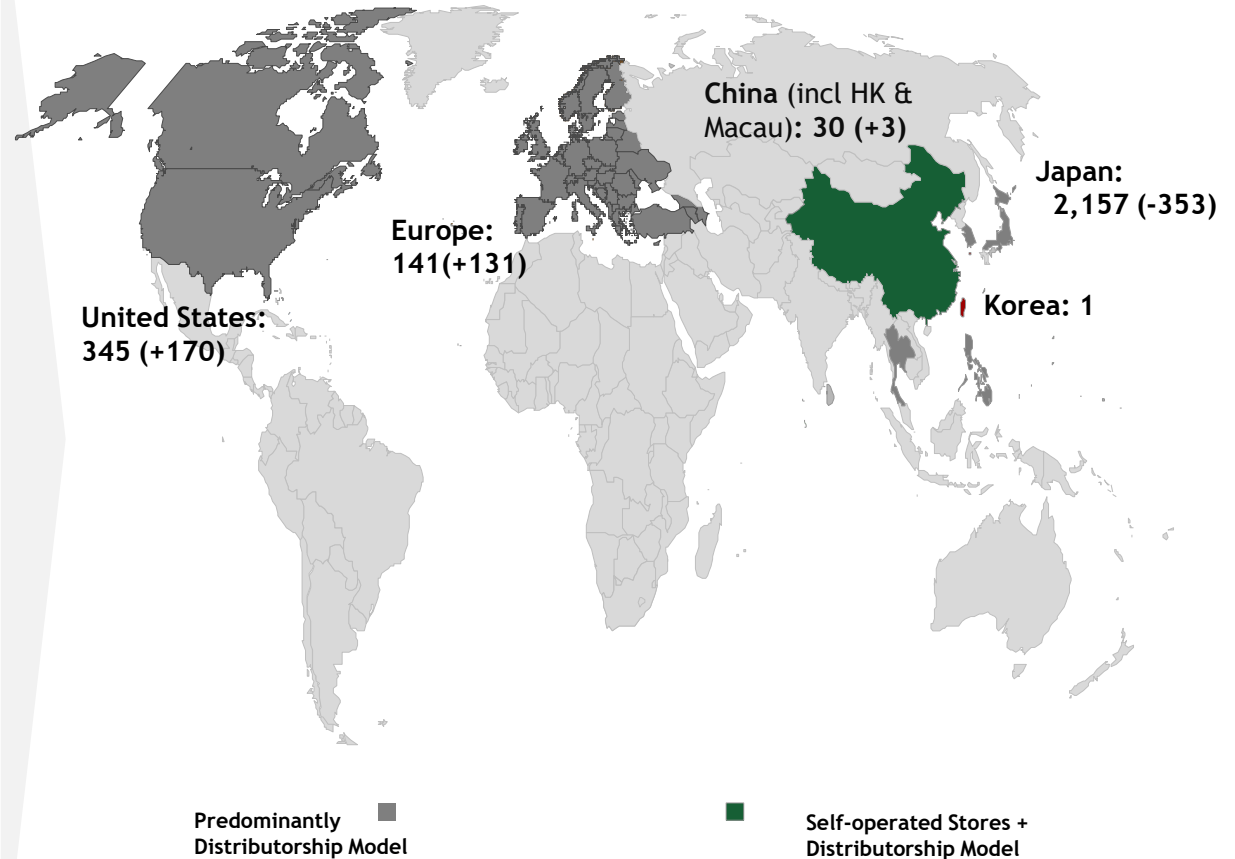 China (incl HK &
Macau): 30 (+3)
Japan:
2,157 (-353)
Europe:
141(+131)
Korea: 1
United States:
345 (+170)
Predominantly
Distributorship Model
Self-operated Stores +
Distributorship Model